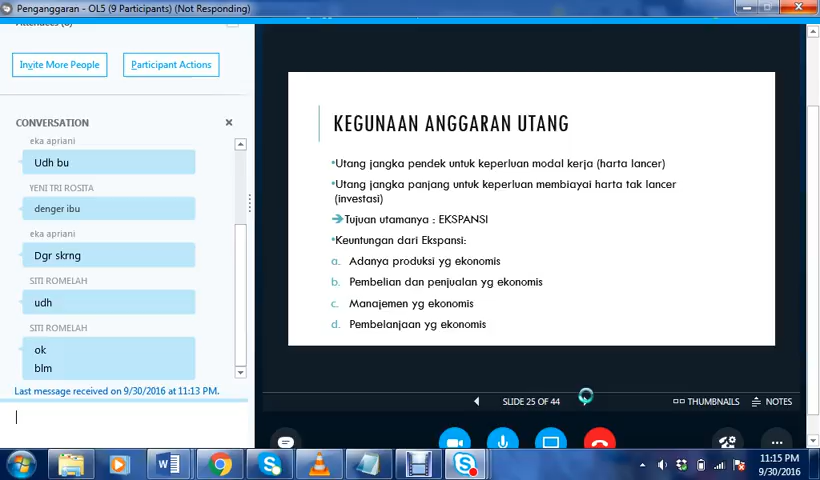 Penganggaran - OL5 (9 Participants) (Not Responding)
Invite More People
Participant Actions
CONVERSATION
eka apriani
Udh bu
YENI TRI ROSITA
denger ibu
eka apriani
Dgr skrng
SITI ROMELAH
udh
SITI ROMELAH
ok
blm
Last message received on 9/30/2016 at 11:13 PM.
KEGUNAAN ANGGARAN UTANG
•Utang jangka pendek untuk keperluan modal kerja (harta lancer)
•Utang jangka panjang untuk keperluan membiayai harta tak lancer
(investasi)
➔Tujuan utamanya : EKSPANSI
•Keuntungan dari Ekspansi:
a. Adanya produksi yg ekonomis
b. Pembelian dan penjualan yg ekonomis
c. Manajemen yg ekonomis
d. Pembelanjaan yg ekonomis
SLIDE 25 OF 44
THUMBNAILS
NOTES
11:15 PM
9/30/2016